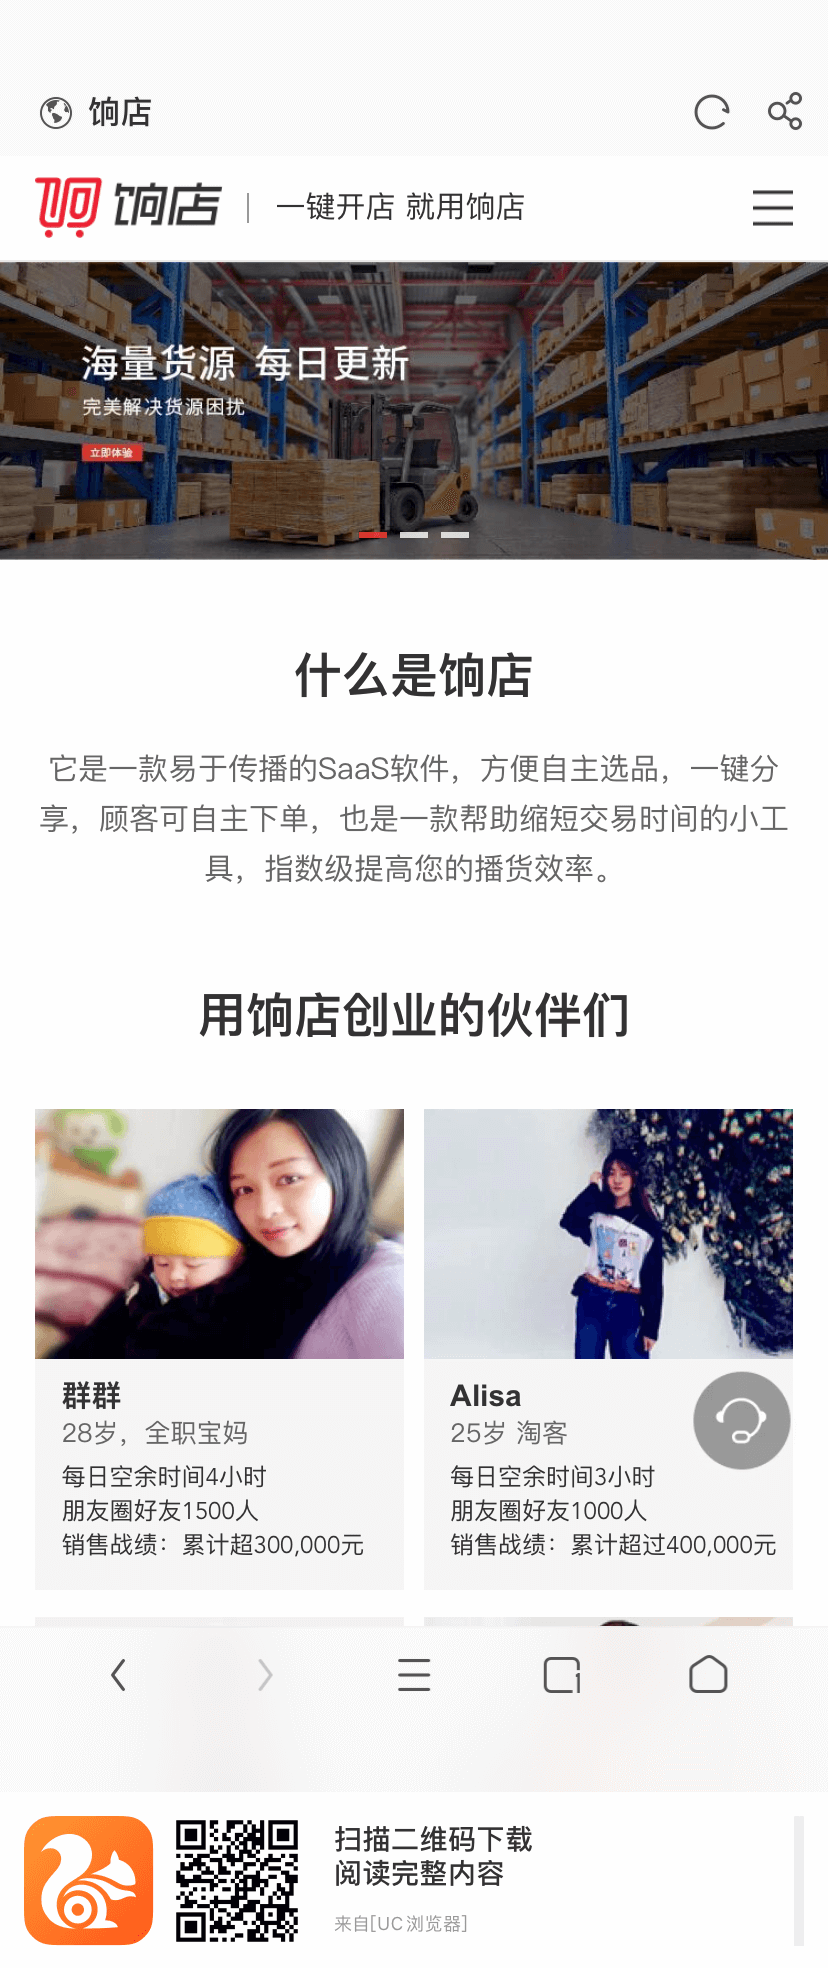 饷店
饷店
一键开店 就用饷店
海量货源 每日更新
完美解决货源困扰
立即体验
什么是饷店
它是一款易于传播的SaaS软件，方便自主选品，一键分
享，顾客可自主下单，也是一款帮助缩短交易时间的小工
具，指数级提高您的播货效率。
用饷店创业的伙伴们
群群
28岁，全职宝妈
每日空余时间4小时
朋友圈好友1500人
销售战绩：累计超300,000元
Alisa
25岁 淘客
每日空余时间3小时
朋友圈好友1000人
销售战绩：累计超过400,000元
1
扫描二维码下载
阅读完整内容
来自[UC浏览器]